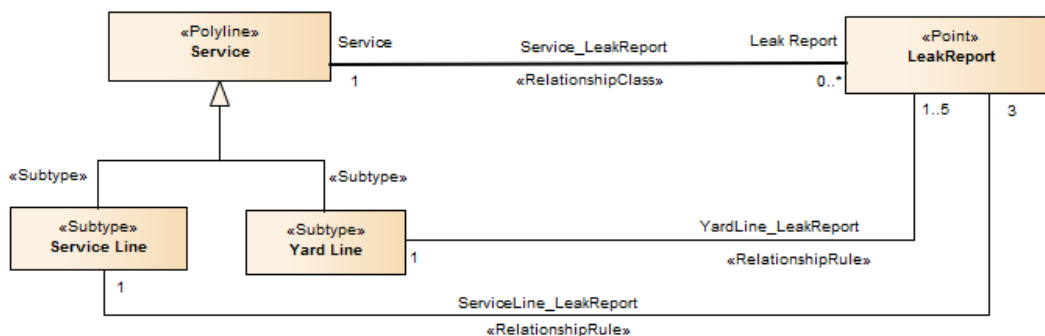 «Polyline»
Service
Service
Service_LeakReport
Leak Report
«Point»
LeakReport
1
«RelationshipClass»
0..*
1..5
3
«Subtype»
«Subtype»
«Subtype»
Service Line
«Subtype»
Yard Line
YardLine_LeakReport
1
«RelationshipRule»
1
ServiceLine_LeakReport
«RelationshipRule»